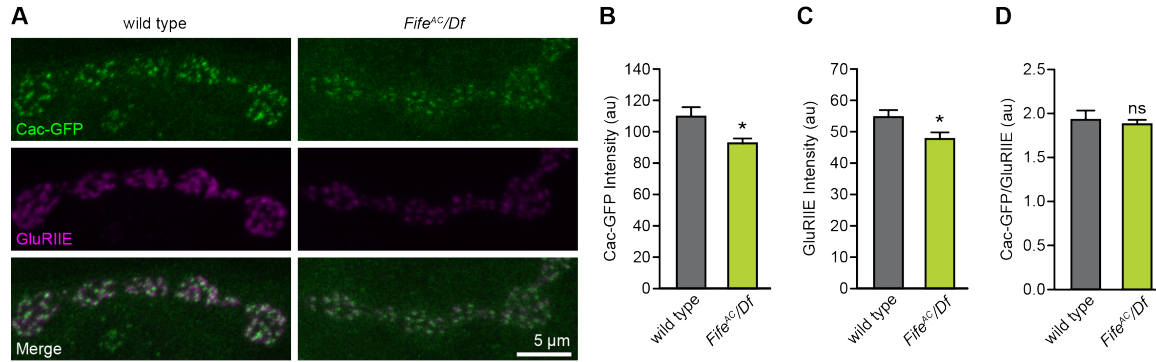 A
wild type
Fife^AC/Df
Cac-GFP
GluRIIE
Merge
5 µm
B
Cac-GFP Intensity (au)
140
120
100
80
60
40
20
0
*
wild type
Fife^AC/Df
C
GluRIIE Intensity (au)
70
60
50
40
30
20
10
0
*
wild type
Fife^AC/Df
D
Cac-GFP/GluRIIE (au)
2.5
2.0
1.5
1.0
0.5
0.0
ns
wild type
Fife^AC/Df